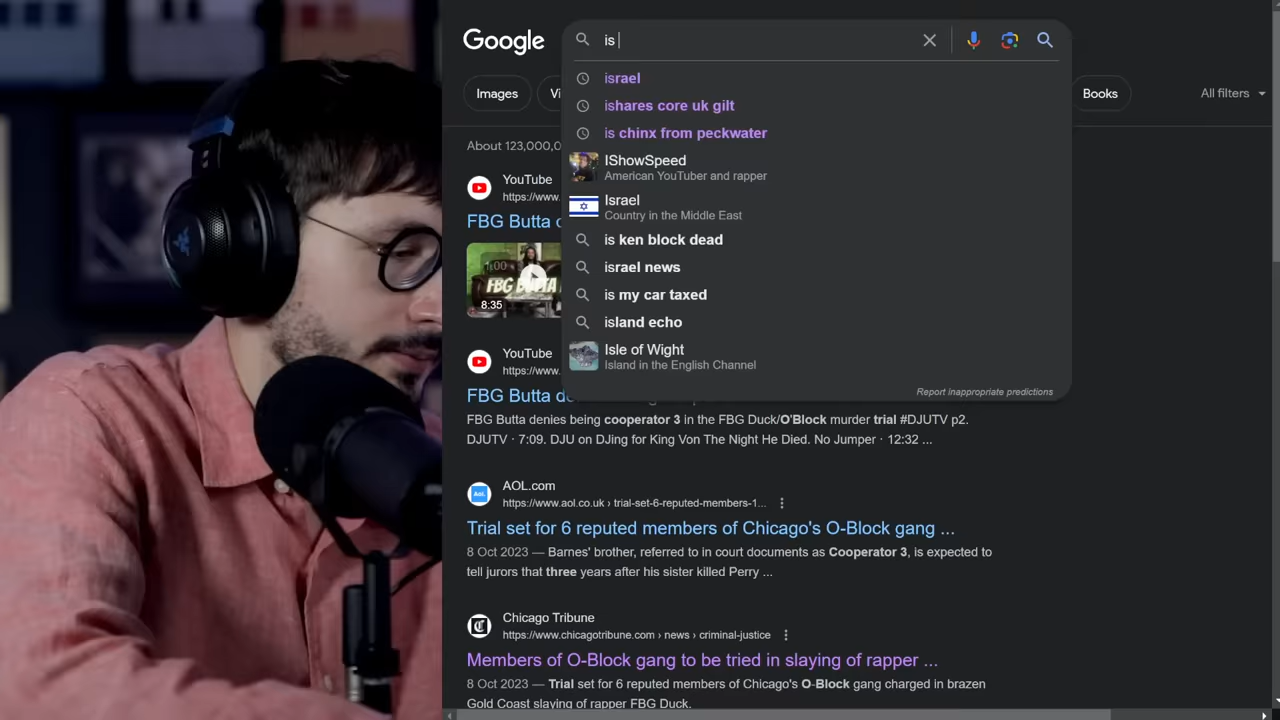 Google
is
israel
ishares core uk gilt
is chinx from peckwater
IShowSpeed
American YouTuber and rapper
Israel
Country in the Middle East
is ken block dead
israel news
is my car taxed
island echo
Isle of Wight
Island in the English Channel
Report inappropriate predictions
Images
Vi
Books
All filters
About 123,000,0
YouTube
https://www.
FBG Butta
1:00
FBG BUTTA
8:35
YouTube
https://www.
FBG Butta de
FBG Butta denies being cooperator 3 in the FBG Duck/O'Block murder trial #DJUTV p2.
DJUTV · 7:09. DJU on DJing for King Von The Night He Died. No Jumper · 12:32 ...
AOL.com
Aol.
https://www.aol.co.uk › trial-set-6-reputed-members-1...
Trial set for 6 reputed members of Chicago's O-Block gang ...
8 Oct 2023 — Barnes' brother, referred to in court documents as Cooperator 3, is expected to
tell jurors that three years after his sister killed Perry ...
Chicago Tribune
https://www.chicagotribune.com › news › criminal-justice
Members of O-Block gang to be tried in slaying of rapper ...
8 Oct 2023 — Trial set for 6 reputed members of Chicago's O-Block gang charged in brazen
Gold Coast slaying of rapper FBG Duck.